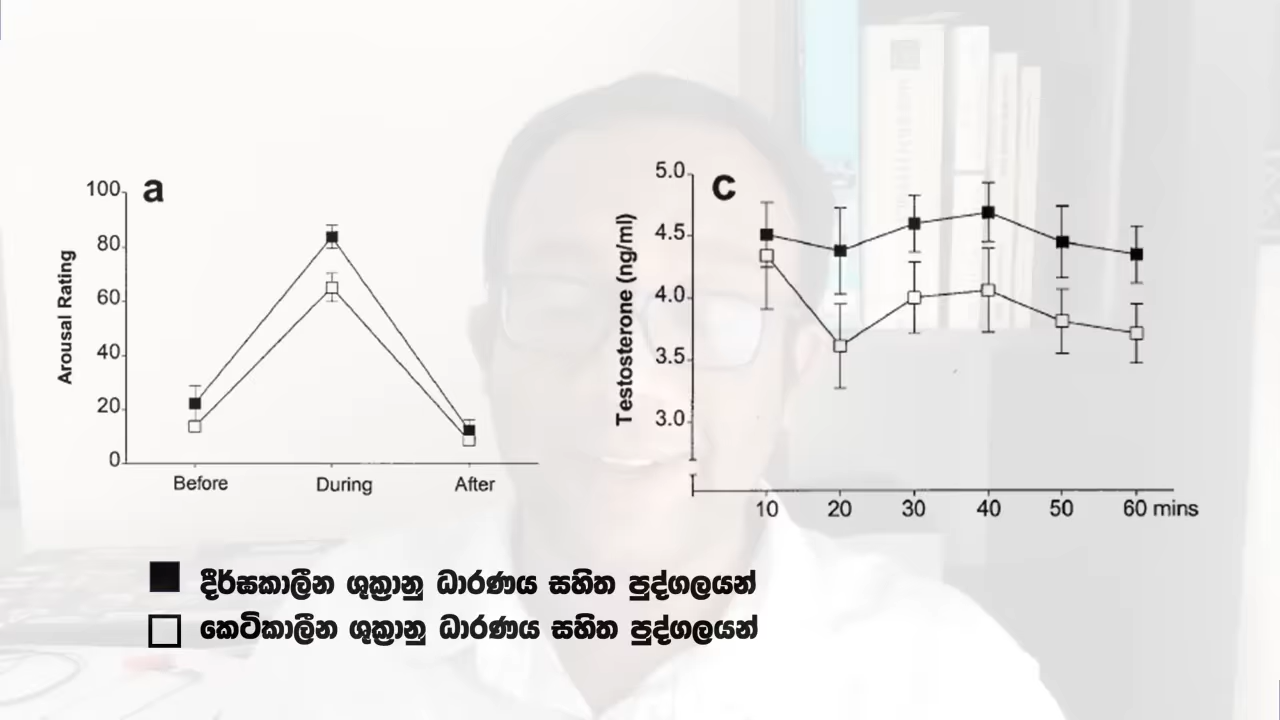 a
Arousal Rating
100
80
60
40
20
0
Before During After
c
Testosterone (ng/ml)
5.0
4.5
4.0
3.5
3.0
10 20 30 40 50 60 mins
දීර්ඝකාලීන ශුක්‍රානු ධාරණය සහිත පුද්ගලයන්
කෙටිකාලීන ශුක්‍රානු ධාරණය සහිත පුද්ගලයන්